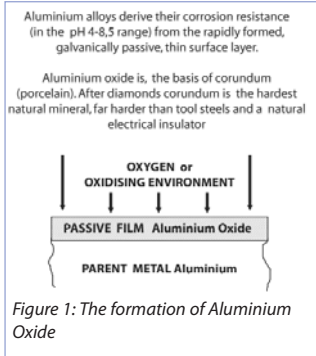 Aluminium alloys derive their corrosion resistance
(in the pH 4-8,5 range) from the rapidly formed,
galvanically passive, thin surface layer.
Aluminium oxide is, the basis of corundum
(porcelain). After diamonds corundum is the hardest
natural mineral, far harder than tool steels and a natural
electrical insulator
OXYGEN or
OXIDISING ENVIRONMENT
PASSIVE FILM Aluminium Oxide
PARENT METAL Aluminium
Figure 1: The formation of Aluminium
Oxide